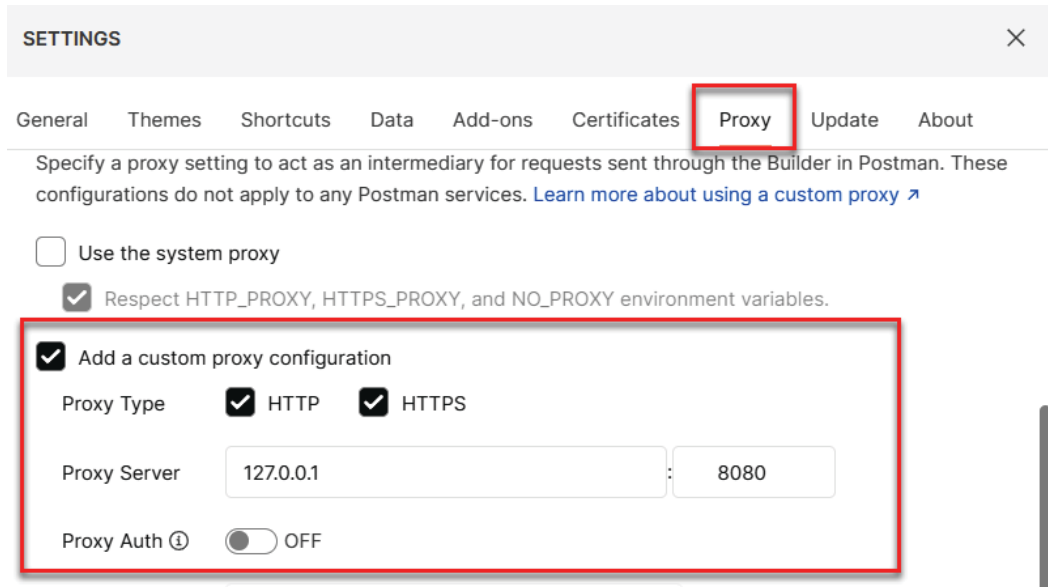 SETTINGS
General Themes Shortcuts Data Add-ons Certificates Proxy Update About
Specify a proxy setting to act as an intermediary for requests sent through the Builder in Postman. These
configurations do not apply to any Postman services. Learn more about using a custom proxy ↗
Use the system proxy
Respect HTTP_PROXY, HTTPS_PROXY, and NO_PROXY environment variables.
Add a custom proxy configuration
Proxy Type HTTP HTTPS
Proxy Server 127.0.0.1 : 8080
Proxy Auth OFF